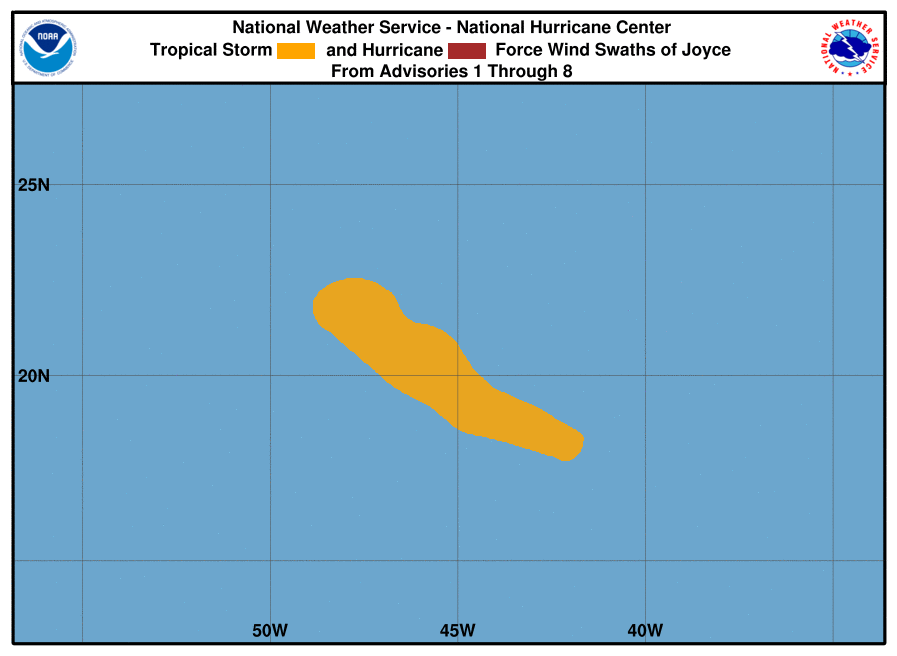 National Weather Service - National Hurricane Center
Tropical Storm and Hurricane Force Wind Swaths of Joyce
From Advisories 1 Through 8
NOAA
NATIONAL WEATHER SERVICE
25N
20N
50W 45W 40W